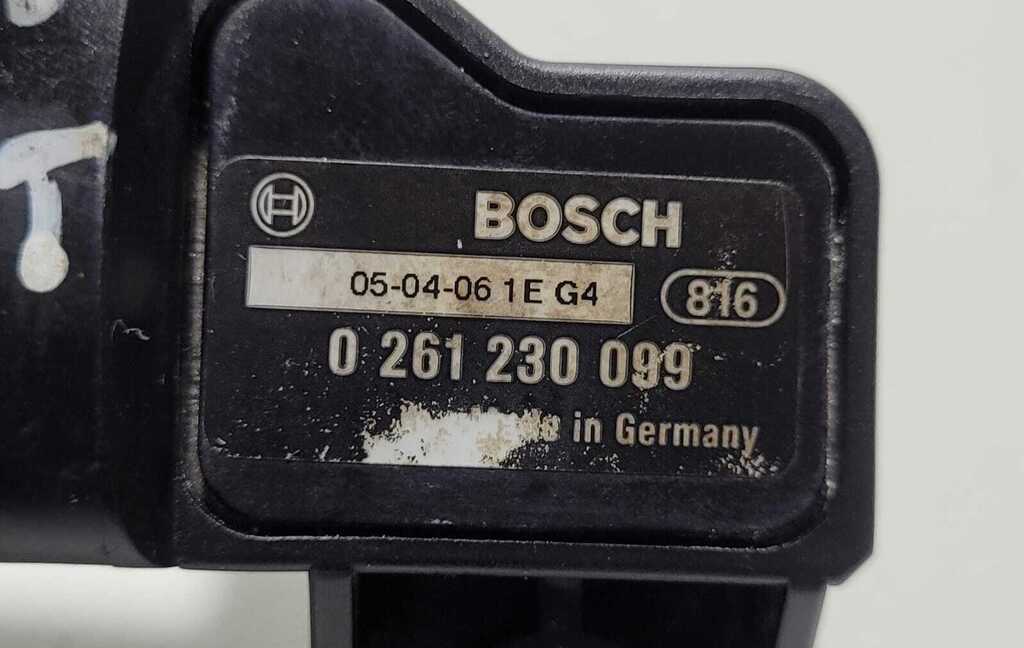 T
BOSCH
05-04-06 1E G4
816
0 261 230 099
in Germany